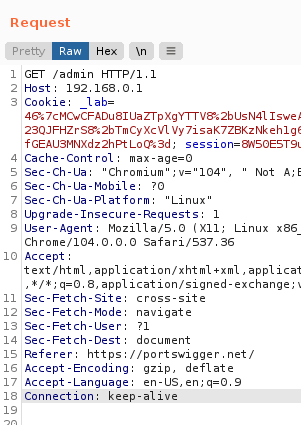 Request
Pretty Raw Hex \n
1 GET /admin HTTP/1.1
2 Host: 192.168.0.1
3 Cookie: _lab=
46%7cMCwCFADu8IUaZTpXgYTTV8%2bUsN4lIsweA
23QJFHZrS8%2bTmCyXcVlVy7isaK7ZBKzNkeh1g6
fGEAU3MNXdz2hPtLoQ%3d; session=8W5OE5T9u
4 Cache-Control: max-age=0
5 Sec-Ch-Ua: "Chromium";v="104", " Not A;B
6 Sec-Ch-Ua-Mobile: ?0
7 Sec-Ch-Ua-Platform: "Linux"
8 Upgrade-Insecure-Requests: 1
9 User-Agent: Mozilla/5.0 (X11; Linux x86_
Chrome/104.0.0.0 Safari/537.36
10 Accept:
text/html,application/xhtml+xml,applicat
,*/*;q=0.8,application/signed-exchange;v
11 Sec-Fetch-Site: cross-site
12 Sec-Fetch-Mode: navigate
13 Sec-Fetch-User: ?1
14 Sec-Fetch-Dest: document
15 Referer: https://portswigger.net/
16 Accept-Encoding: gzip, deflate
17 Accept-Language: en-US,en;q=0.9
18 Connection: keep-alive
19
20